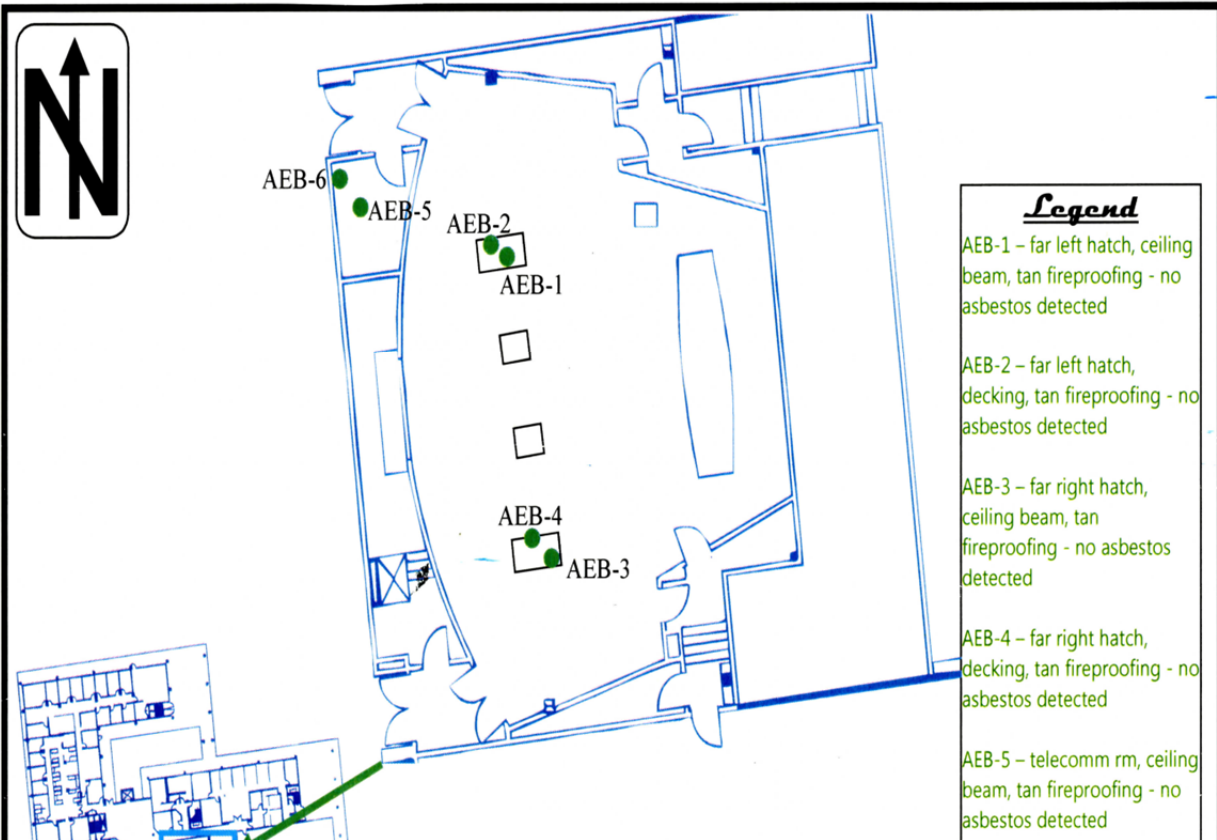 N
AEB-6
AEB-5
AEB-2
AEB-1
AEB-4
AEB-3
Legend
AEB-1 – far left hatch, ceiling
beam, tan fireproofing - no
asbestos detected
AEB-2 – far left hatch,
decking, tan fireproofing - no
asbestos detected
AEB-3 – far right hatch,
ceiling beam, tan
fireproofing - no asbestos
detected
AEB-4 – far right hatch,
decking, tan fireproofing - no
asbestos detected
AEB-5 – telecomm rm, ceiling
beam, tan fireproofing - no
asbestos detected